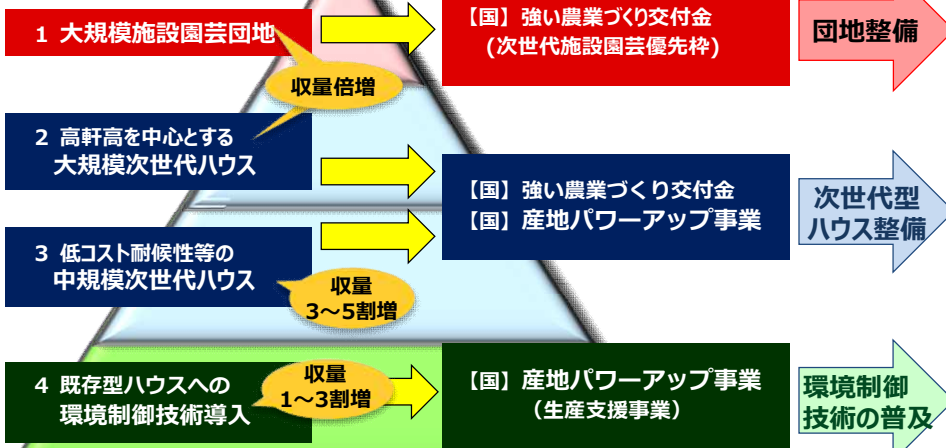 1 大規模施設園芸団地
【国】強い農業づくり交付金
(次世代施設園芸優先枠)
団地整備
収量倍増
2 高軒高を中心とする
大規模次世代ハウス
【国】強い農業づくり交付金
【国】産地パワーアップ事業
次世代型
ハウス整備
3 低コスト耐候性等の
中規模次世代ハウス
収量
3～5割増
4 既存型ハウスへの
環境制御技術導入
収量
1～3割増
【国】産地パワーアップ事業
（生産支援事業）
環境制御
技術の普及